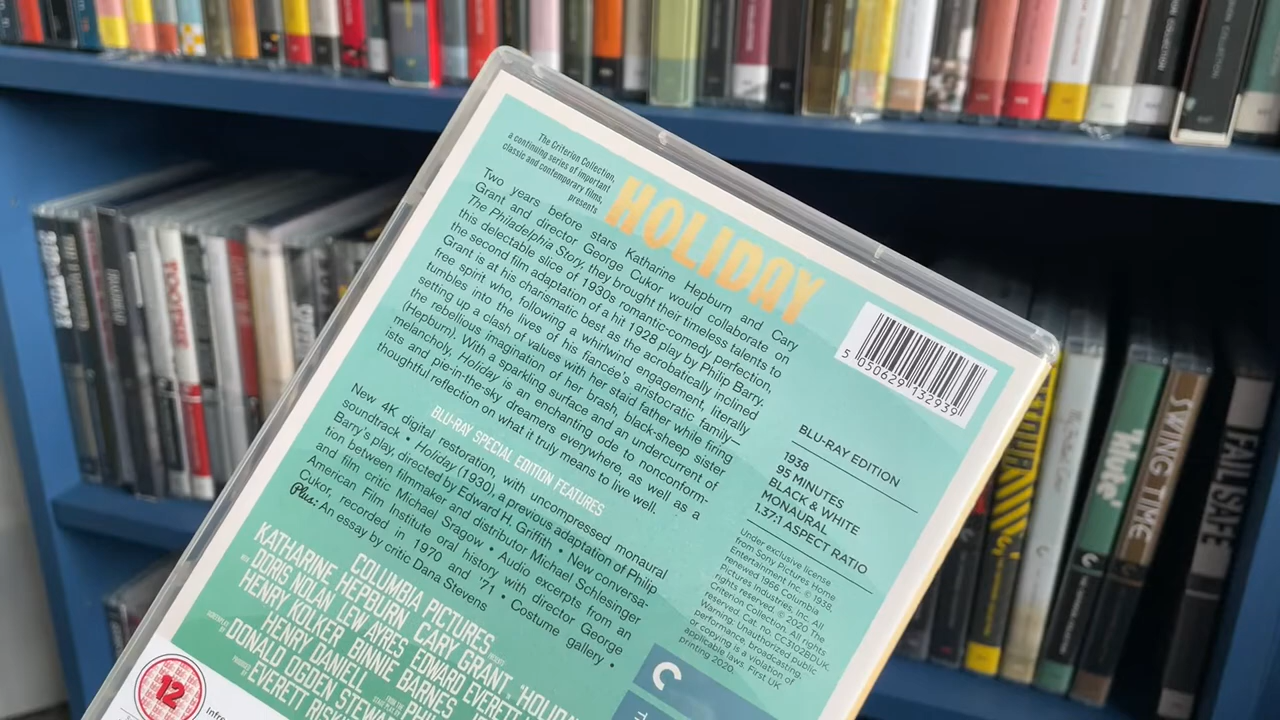 The Criterion Collection,
a continuing series of important
classic and contemporary films,
presents
HOLIDAY
Two years before stars Katharine Hepburn and Cary
Grant and director George Cukor would collaborate on
The Philadelphia Story, they brought their timeless talents to
this delectable slice of 1930s romantic-comedy perfection,
the second film adaptation of a hit 1928 play by Philip Barry.
Grant is at his charismatic best as the acrobatically inclined
free spirit who, following a whirlwind engagement, literally
tumbles into the lives of his fiancée's aristocratic family—
setting up a clash of values with her staid father while firing
the rebellious imagination of her brash, black-sheep sister
(Hepburn). With a sparkling surface and an undercurrent of
melancholy, Holiday is an enchanting ode to nonconform-
ists and pie-in-the-sky dreamers everywhere, as well as a
thoughtful reflection on what it truly means to live well.
BLU-RAY SPECIAL EDITION FEATURES
New 4K digital restoration, with uncompressed monaural
soundtrack • Holiday (1930), a previous adaptation of Philip
Barry's play, directed by Edward H. Griffith • New conversa-
tion between filmmaker and distributor Michael Schlesinger
and film critic Michael Sragow • Audio excerpts from an
American Film Institute oral history with director George
Cukor, recorded in 1970 and '71 • Costume gallery •
Plus: An essay by critic Dana Stevens
5 050629 132939
BLU-RAY EDITION
1938
95 MINUTES
BLACK & WHITE
MONAURAL
1.37:1 ASPECT RATIO
Under exclusive license
from Sony Pictures Home
Entertainment Inc. © 1938,
renewed 1966 Columbia
Pictures Industries, Inc. All
rights reserved. © 2020 The
Criterion Collection. All rights
reserved. Cat. no. CC3102BDUK.
Warning: Unauthorized public
performance, broadcasting,
or copying is a violation of
applicable laws. First UK
printing 2020.
COLUMBIA PICTURES
PRESENTS
KATHARINE HEPBURN CARY GRANT
DORIS NOLAN LEW AYRES EDWARD EVERETT
HENRY KOLKER BINNIE BARNES
HENRY DANIELL
DONALD OGDEN STEWART
EVERETT
12
TOOTSIE
'Hute'
SWING TIME
FAIL SAFE